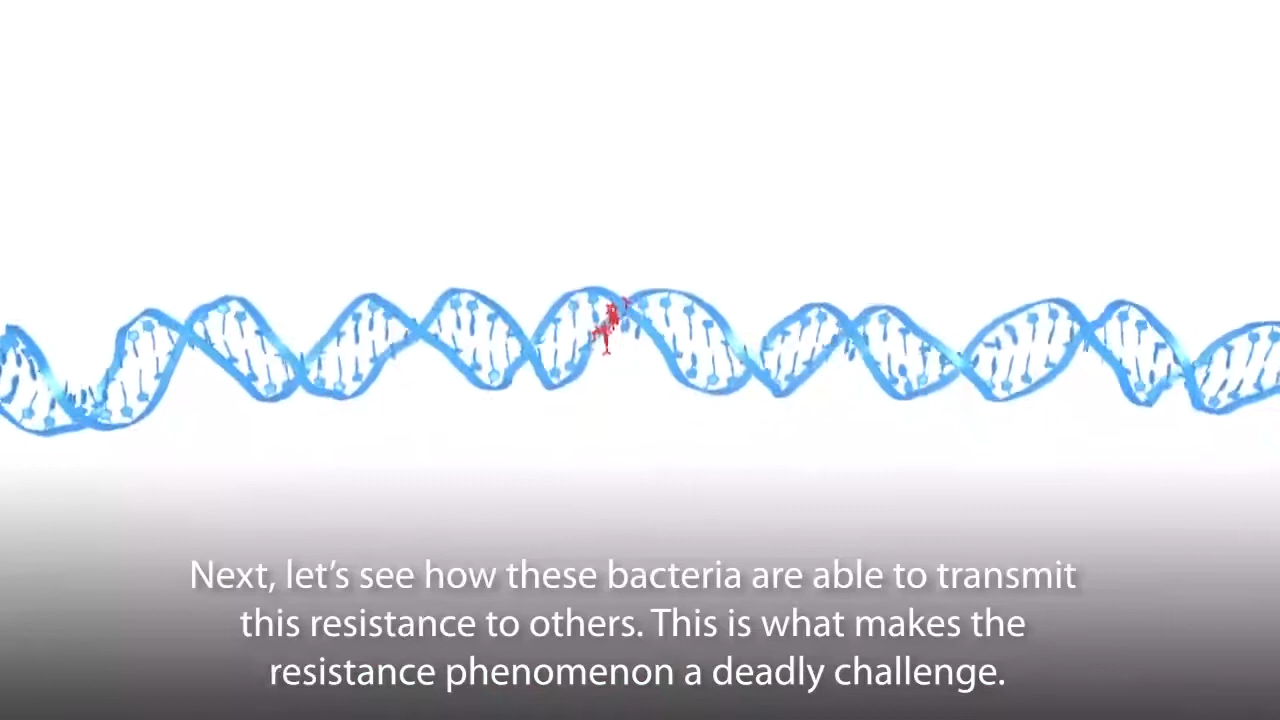 Next, let’s see how these bacteria are able to transmit
this resistance to others. This is what makes the
resistance phenomenon a deadly challenge.